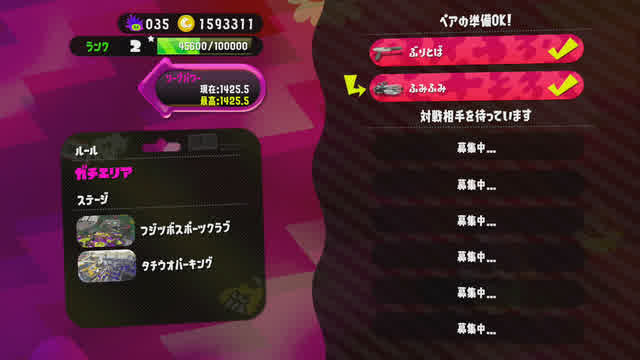 035 1593311
ランク 2 45600/100000
リーグパワー
現在:1425.5
最高:1425.5
ルール
ガチエリア
ステージ
フジツボスポーツクラブ
タチウオパーキング
ペアの準備OK!
ぷりとば
ふみふみ
対戦相手を待っています
募集中...
募集中...
募集中...
募集中...
募集中...
募集中...